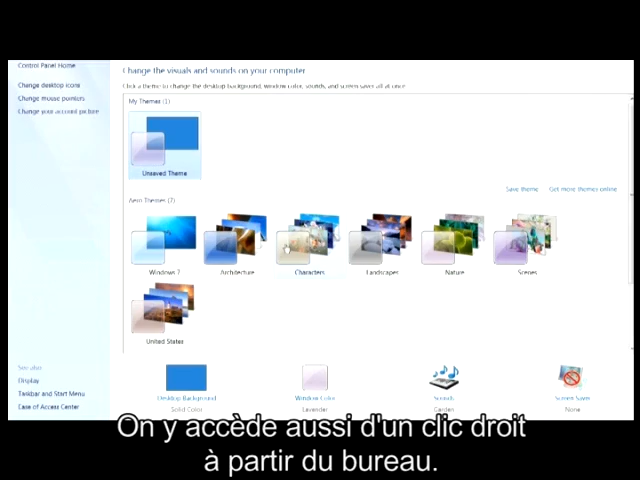 Control Panel Home
Change the visuals and sounds on your computer
Change desktop icons
Click a theme to change the desktop background, window color, sounds, and screen saver all at once.
Change mouse pointers
My Themes (1)
Change your account picture
Unsaved Theme
Save theme
Get more themes online
Aero Themes (7)
Windows 7
Architecture
Characters
Landscapes
Nature
Scenes
United States
See also
Display
Taskbar and Start Menu
Ease of Access Center
Desktop Background
Solid Color
Window Color
Lavender
Sounds
Garden
Screen Saver
None
On y accède aussi d'un clic droit
à partir du bureau.